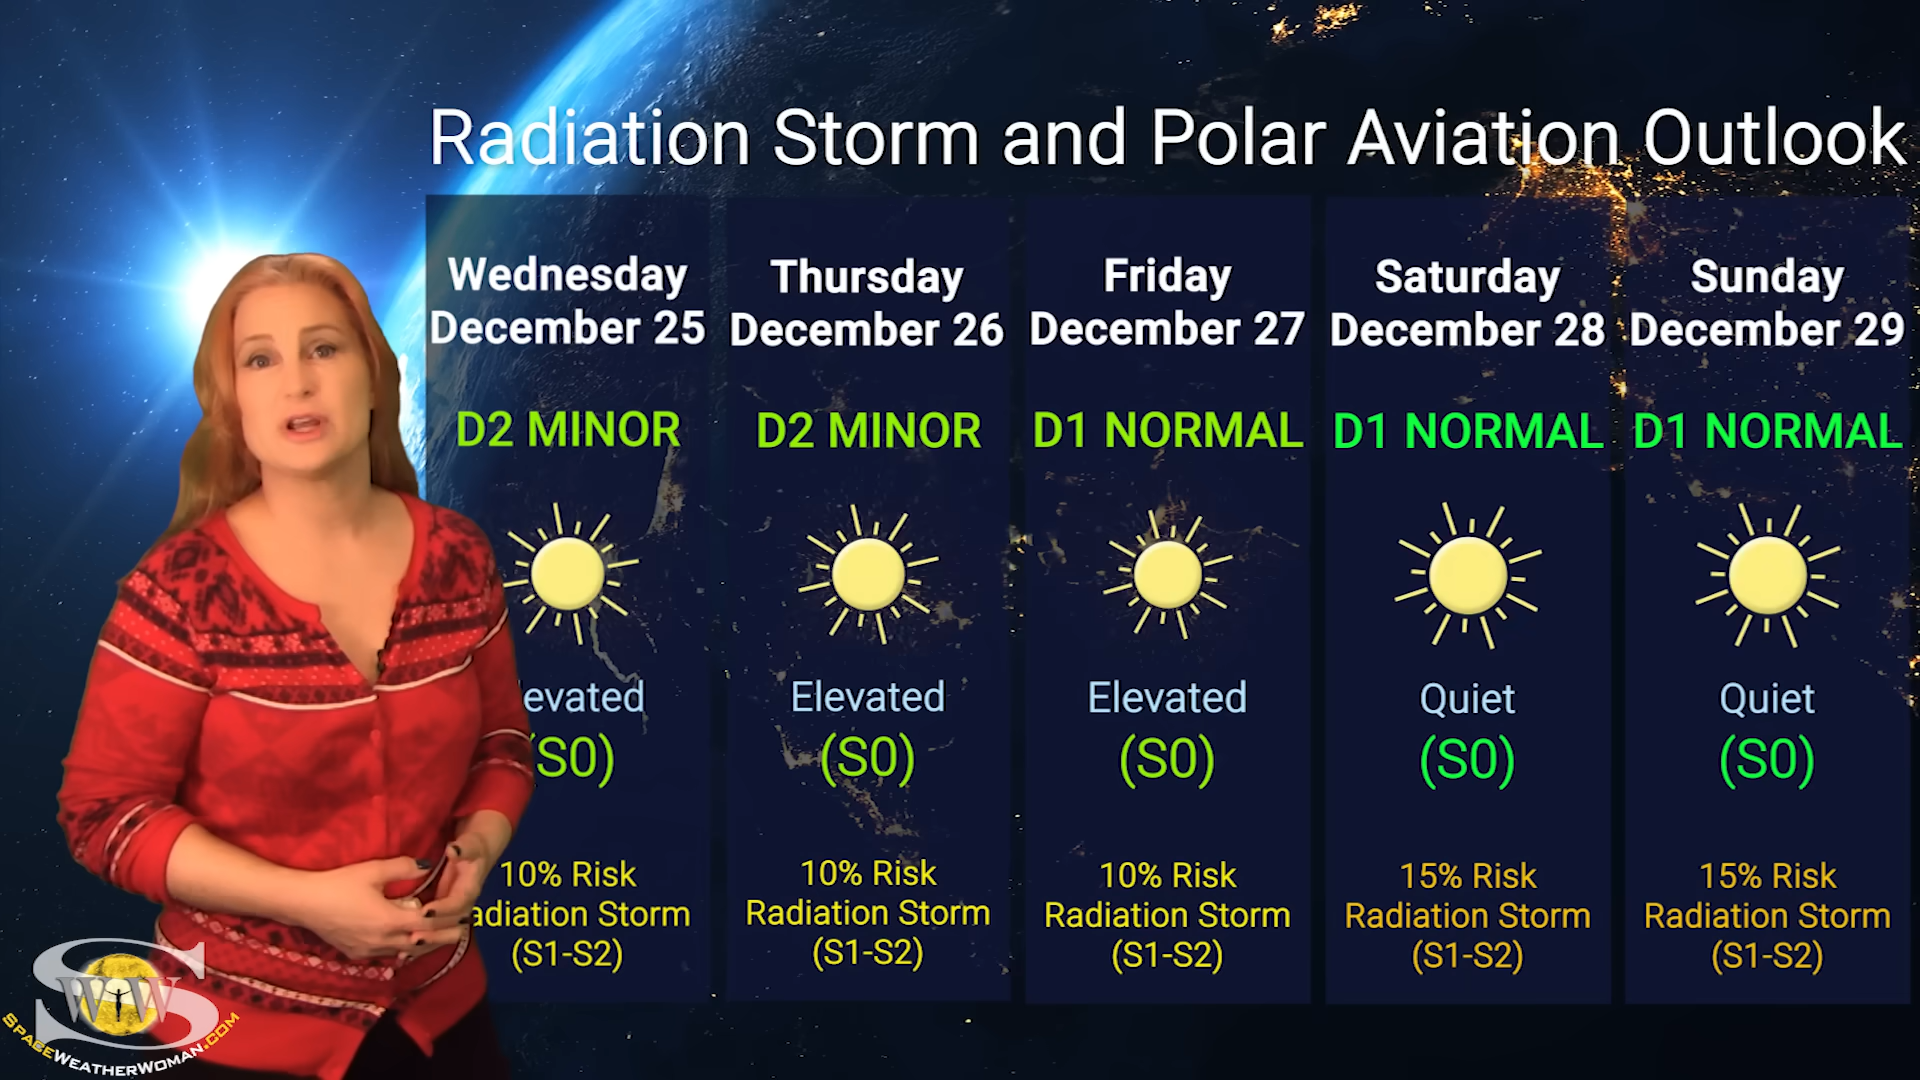 Radiation Storm and Polar Aviation Outlook
Wednesday
December 25
D2 MINOR
evated
(S0)
10% Risk
adiation Storm
(S1-S2)
Thursday
December 26
D2 MINOR
Elevated
(S0)
10% Risk
Radiation Storm
(S1-S2)
Friday
December 27
D1 NORMAL
Elevated
(S0)
10% Risk
Radiation Storm
(S1-S2)
Saturday
December 28
D1 NORMAL
Quiet
(S0)
15% Risk
Radiation Storm
(S1-S2)
Sunday
December 29
D1 NORMAL
Quiet
(S0)
15% Risk
Radiation Storm
(S1-S2)
SWW
SPACEWEATHERWOMAN.COM